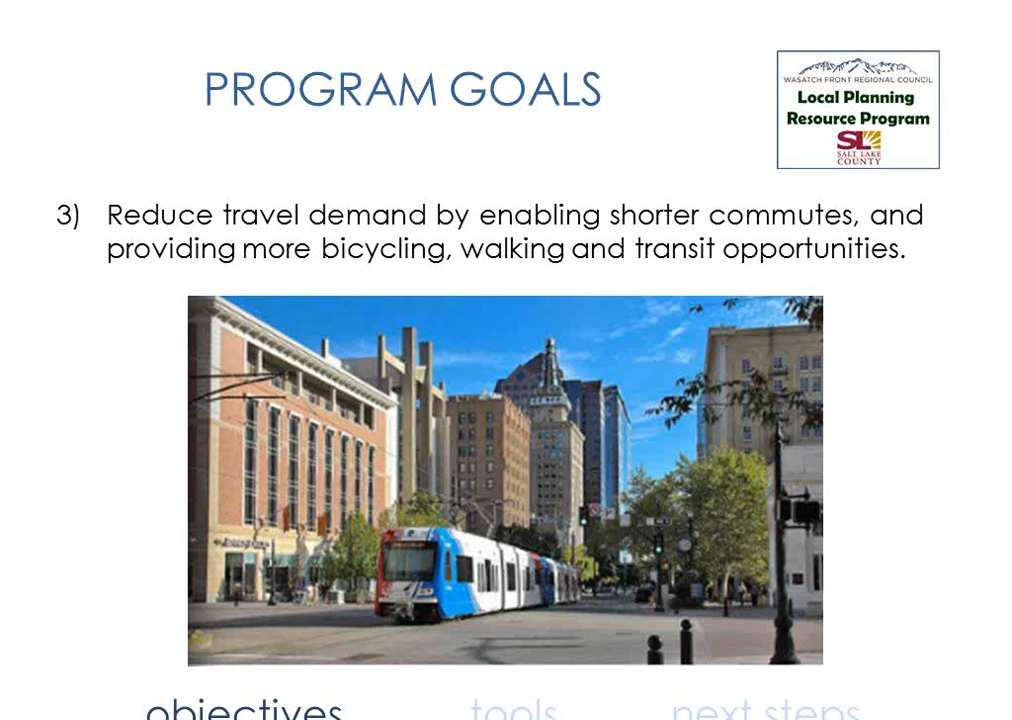 PROGRAM GOALS
WASATCH FRONT REGIONAL COUNCIL
Local Planning
Resource Program
SL
SALT LAKE
COUNTY
3) Reduce travel demand by enabling shorter commutes, and
providing more bicycling, walking and transit opportunities.
objectives tools next steps